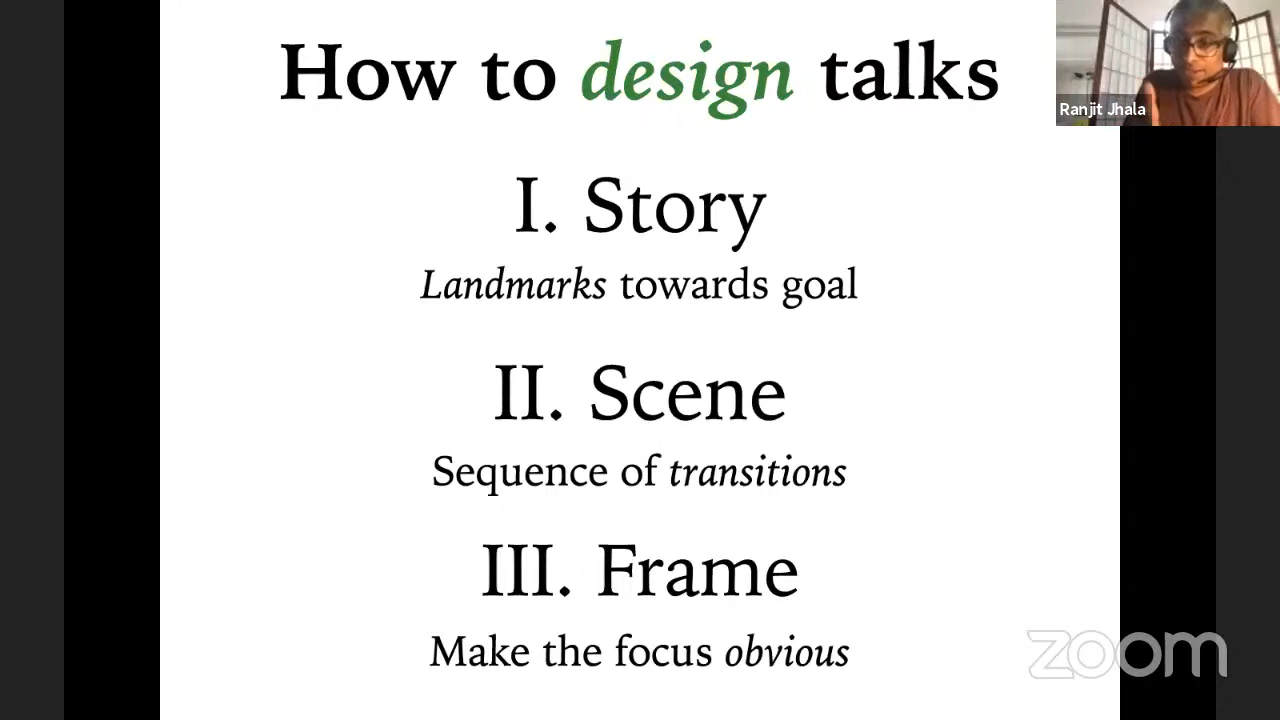 How to design talks
Ranjit Jhala
I. Story
Landmarks towards goal
II. Scene
Sequence of transitions
III. Frame
Make the focus obvious
zoom